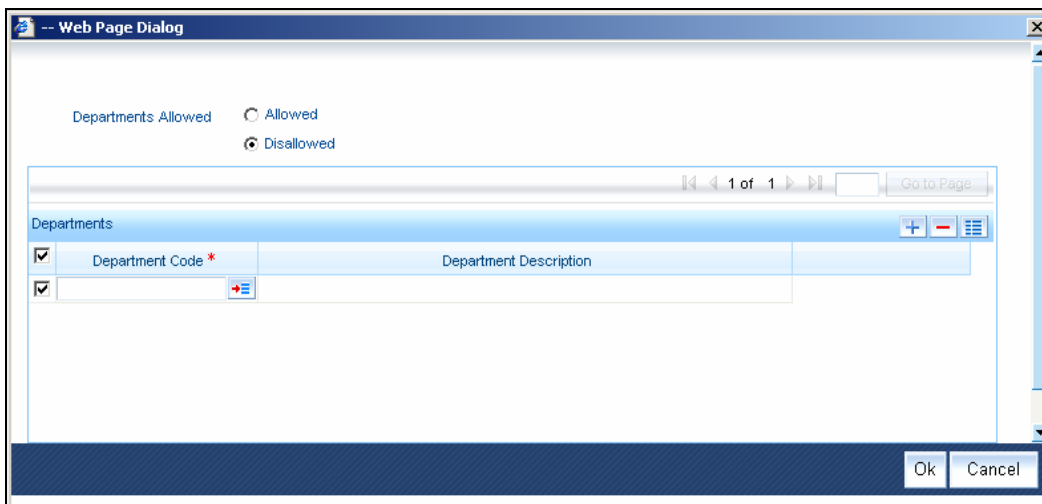 -- Web Page Dialog
Departments Allowed
Allowed
Disallowed
1 of 1
Go to Page
Departments
Department Code *
Department Description
Ok
Cancel